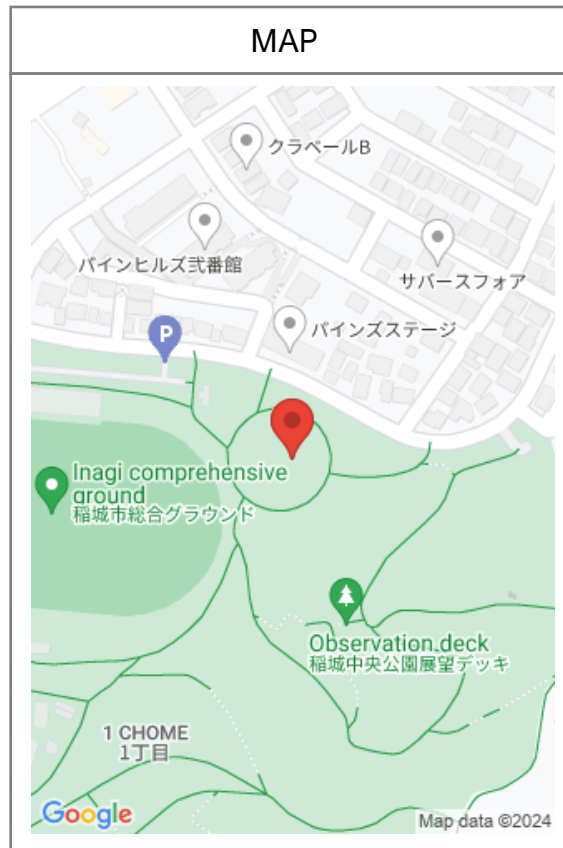 MAP
クラベールB
パインヒルズ弐番館
サバースフォア
パインズステージ
P
Inagi comprehensive
ground
稲城市総合グラウンド
Observation deck
稲城中央公園展望デッキ
1 CHOME
1丁目
Google
Map data ©2024